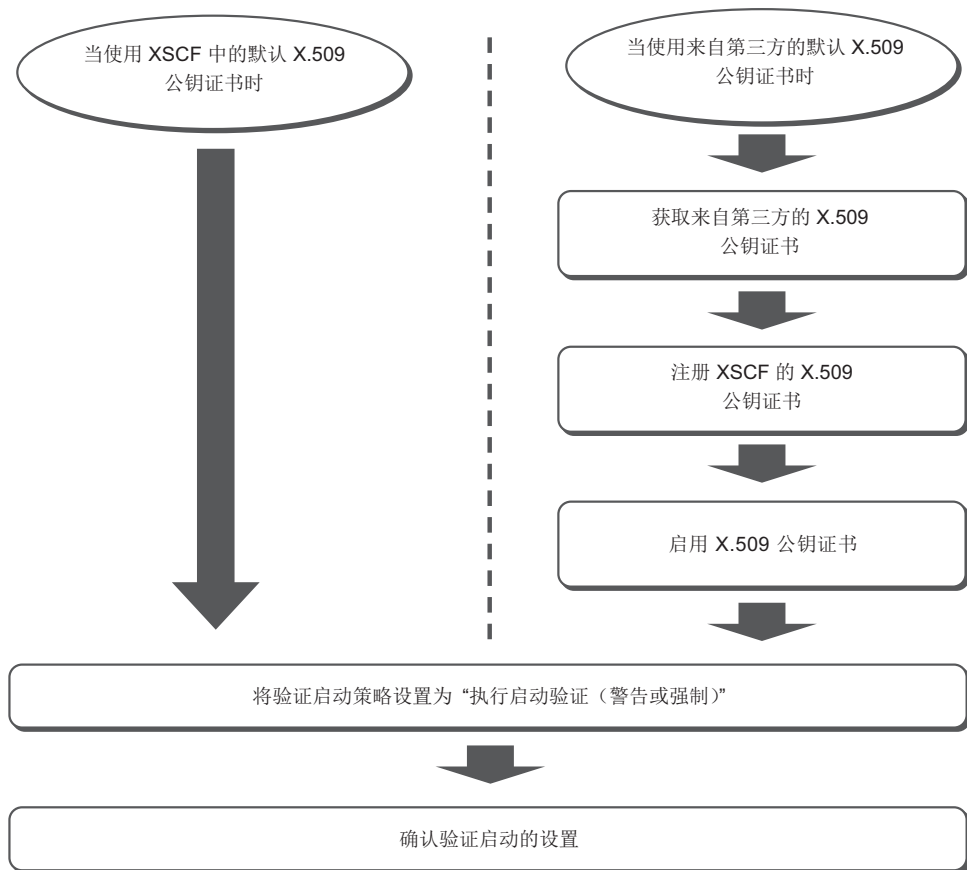 当使用 XSCF 中的默认 X.509
公钥证书时
当使用来自第三方的默认 X.509
公钥证书时
获取来自第三方的 X.509
公钥证书
注册 XSCF 的 X.509
公钥证书
启用 X.509 公钥证书
将验证启动策略设置为 “执行启动验证（警告或强制）”
确认验证启动的设置